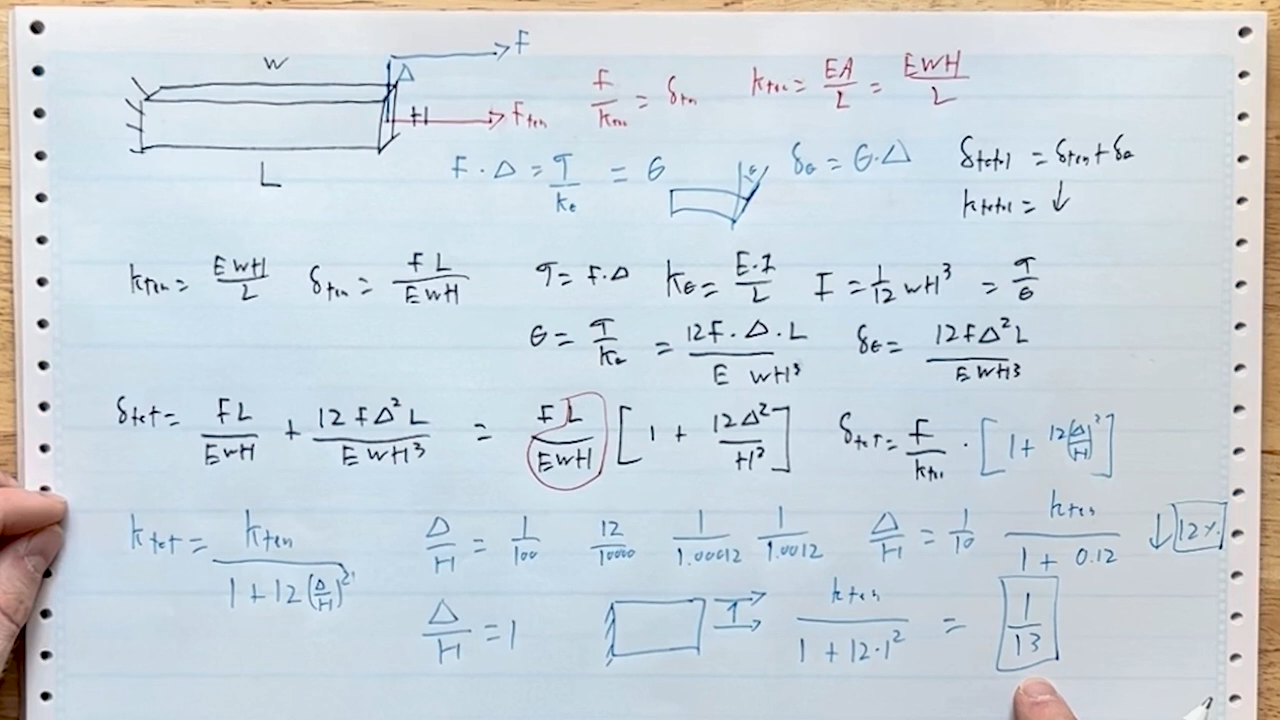 W Δ F
H F_ten
L
F/k_ten = δ_ten k_ten = EA/L = EWH/L
F·Δ = T/k_θ = θ θ δ_θ = θ·Δ
δ_total = δ_ten + δ_θ
k_total = ↓
k_ten = EWH/L δ_ten = FL/EWH T = F·Δ k_θ = E·I/L I = 1/12 WH³ = T/θ
θ = T/k_θ = 12F·Δ·L/E WH³ δ_θ = 12FΔ²L/EWH³
δ_tot = FL/EWH + 12FΔ²L/EWH³ = FL/EWH [1 + 12Δ²/H²] δ_tot = F/k_ten · [1 + 12(Δ/H)²]
k_tot = k_ten/1 + 12(Δ/H)² Δ/H = 1/100 12/10000 1/1.00012 1/1.0012 Δ/H = 1/10 k_ten/1 + 0.12 ↓ 12%
Δ/H = 1 1 k_ten/1 + 12·1² = 1/13